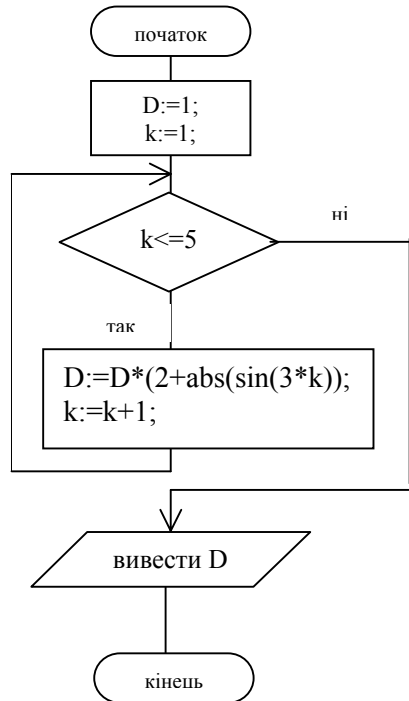 початок
D:=1;
k:=1;
k<=5
ні
так
D:=D*(2+abs(sin(3*k));
k:=k+1;
вивести D
кінець